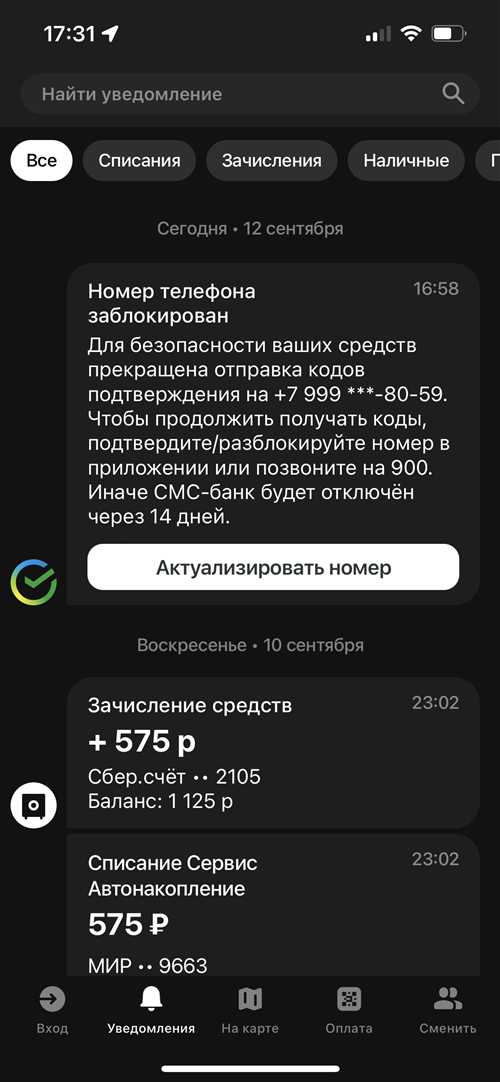 17:31
Найти уведомление
Все
Списания
Зачисления
Наличные
Сегодня • 12 сентября
Номер телефона
16:58
заблокирован
Для безопасности ваших средств
прекращена отправка кодов
подтверждения на +7 999 ***-80-59.
Чтобы продолжить получать коды,
подтвердите/разблокируйте номер в
приложении или позвоните на 900.
Иначе СМС-банк будет отключён
через 14 дней.
Актуализировать номер
Воскресенье • 10 сентября
Зачисление средств
23:02
+ 575 р
Сбер.счёт •• 2105
Баланс: 1 125 р
Списание Сервис
23:02
Автонакопление
575 ₽
МИР •• 9663
Вход
Уведомления
На карте
Оплата
Сменить